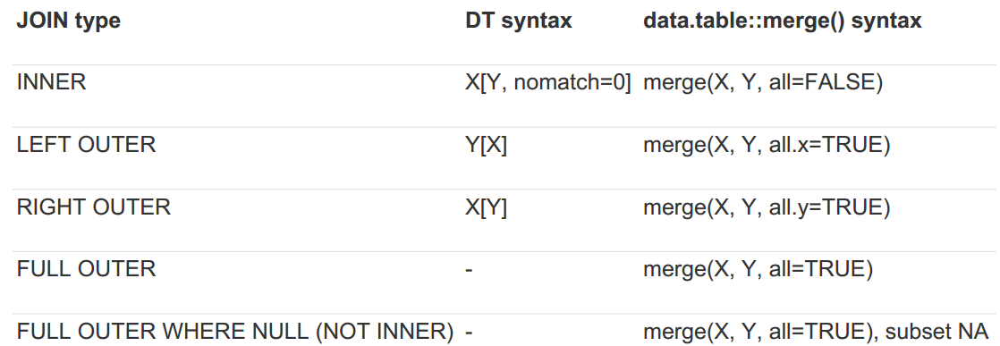 JOIN type DT syntax data.table::merge() syntax
INNER X[Y, nomatch=0] merge(X, Y, all=FALSE)
LEFT OUTER Y[X] merge(X, Y, all.x=TRUE)
RIGHT OUTER X[Y] merge(X, Y, all.y=TRUE)
FULL OUTER - merge(X, Y, all=TRUE)
FULL OUTER WHERE NULL (NOT INNER) - merge(X, Y, all=TRUE), subset NA